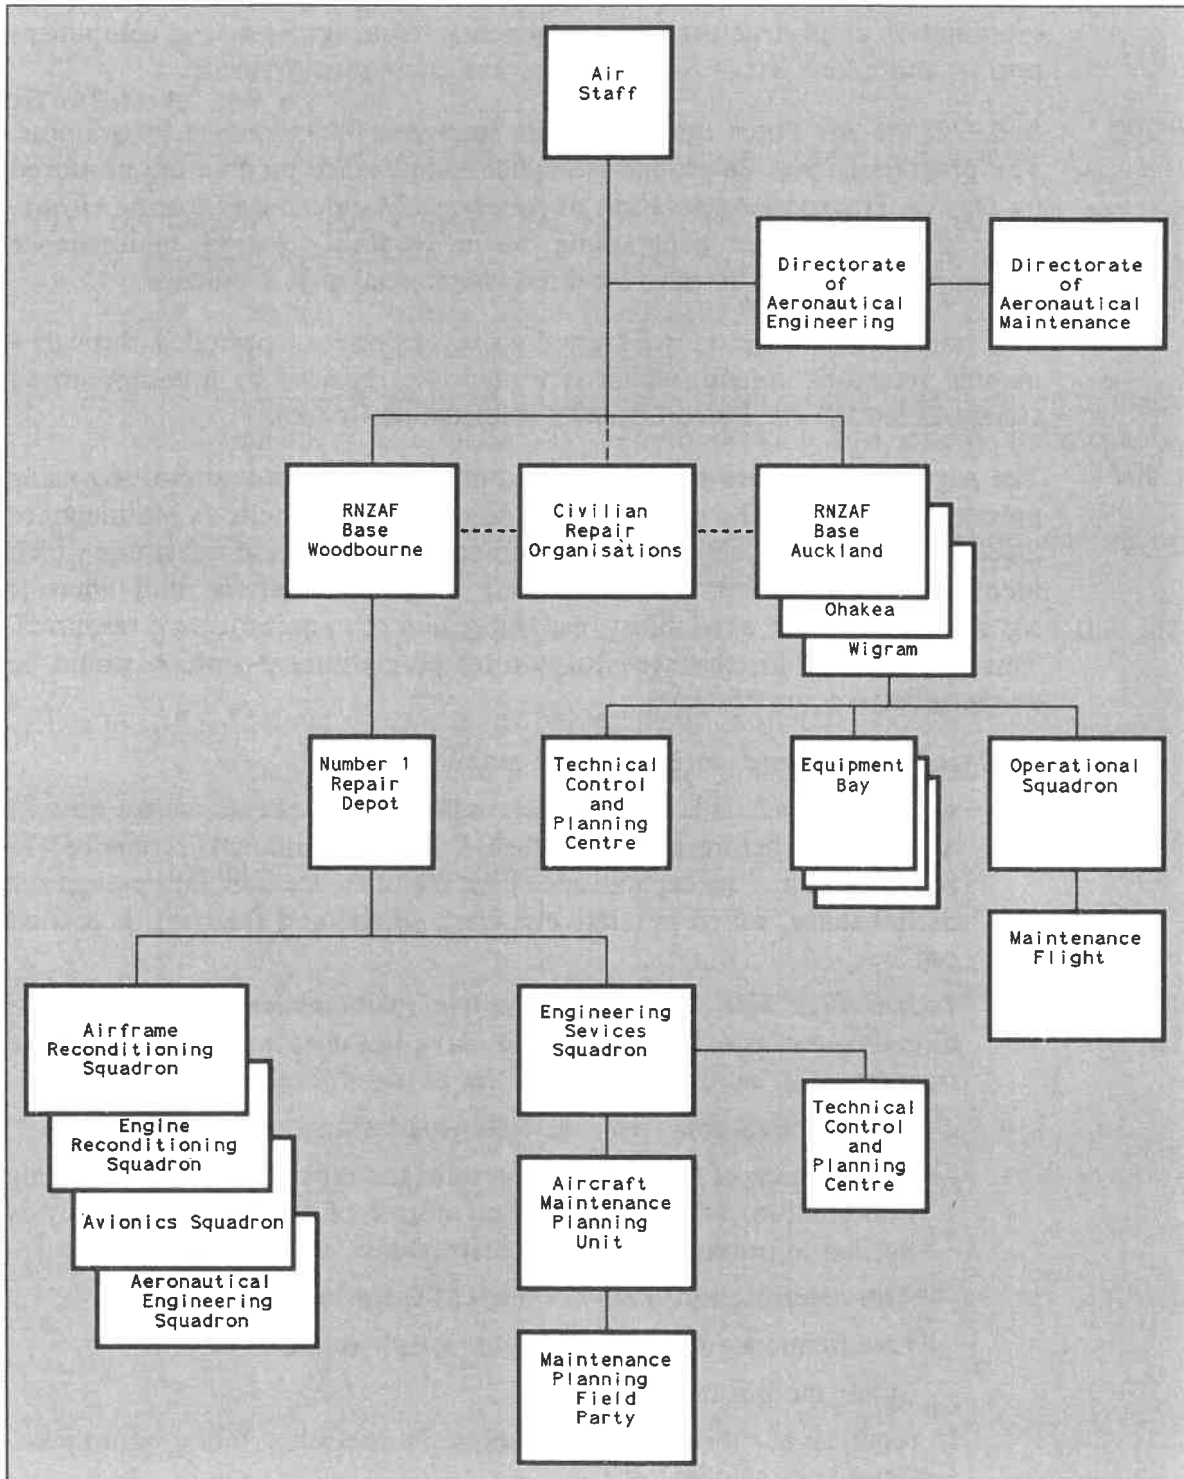 Air
Staff
Directorate
of
Aeronautical
Engineering
Directorate
of
Aeronautical
Maintenance
RNZAF
Base
Woodbourne
Civilian
Repair
Organisations
RNZAF
Base
Auckland
Ohakea
Wigram
Number 1
Repair
Depot
Technical
Control
and
Planning
Centre
Equipment
Bay
Operational
Squadron
Maintenance
Flight
Airframe
Reconditioning
Squadron
Engine
Reconditioning
Squadron
Avionics Squadron
Aeronautical
Engineering
Squadron
Engineering
Sevices
Squadron
Technical
Control
and
Planning
Centre
Aircraft
Maintenance
Planning
Unit
Maintenance
Planning
Field
Party